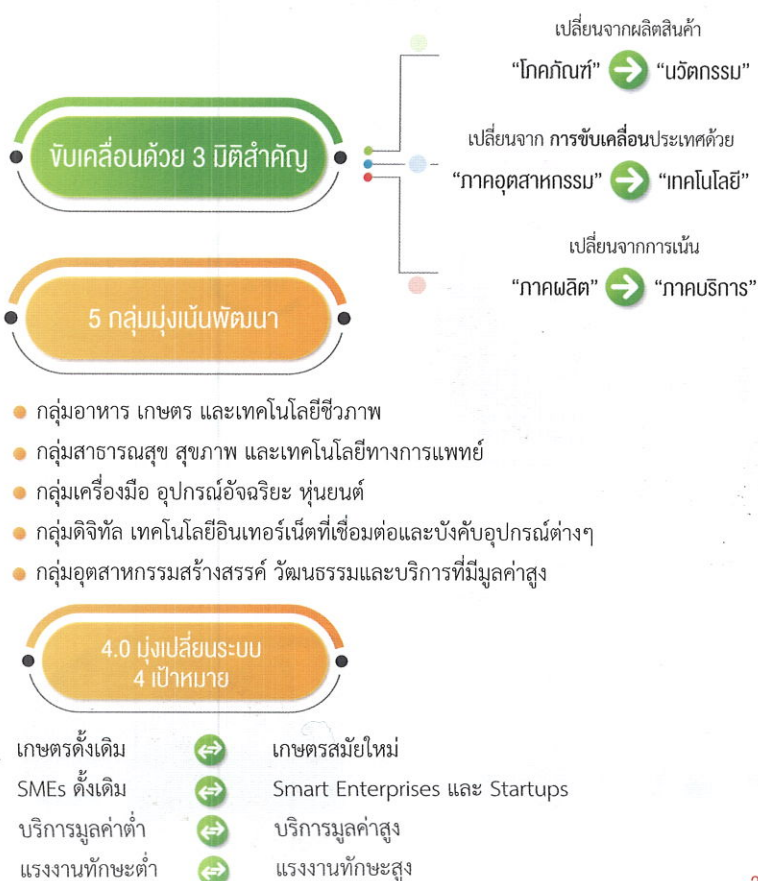 ขับเคลื่อนด้วย 3 มิติสำคัญ
เปลี่ยนจากผลิตสินค้า
“โภคภัณฑ์” “นวัตกรรม”
เปลี่ยนจาก การขับเคลื่อนประเทศด้วย
“ภาคอุตสาหกรรม” “เทคโนโลยี”
เปลี่ยนจากการเน้น
“ภาคผลิต” “ภาคบริการ”
5 กลุ่มมุ่งเน้นพัฒนา
กลุ่มอาหาร เกษตร และเทคโนโลยีชีวภาพ
กลุ่มสาธารณสุข สุขภาพ และเทคโนโลยีทางการแพทย์
กลุ่มเครื่องมือ อุปกรณ์อัจฉริยะ หุ่นยนต์
กลุ่มดิจิทัล เทคโนโลยีอินเทอร์เน็ตที่เชื่อมต่อและบังคับอุปกรณ์ต่างๆ
กลุ่มอุตสาหกรรมสร้างสรรค์ วัฒนธรรมและบริการที่มีมูลค่าสูง
4.0 มุ่งเปลี่ยนระบบ
4 เป้าหมาย
เกษตรดั้งเดิม เกษตรสมัยใหม่
SMEs ดั้งเดิม Smart Enterprises และ Startups
บริการมูลค่าต่ำ บริการมูลค่าสูง
แรงงานทักษะต่ำ แรงงานทักษะสูง